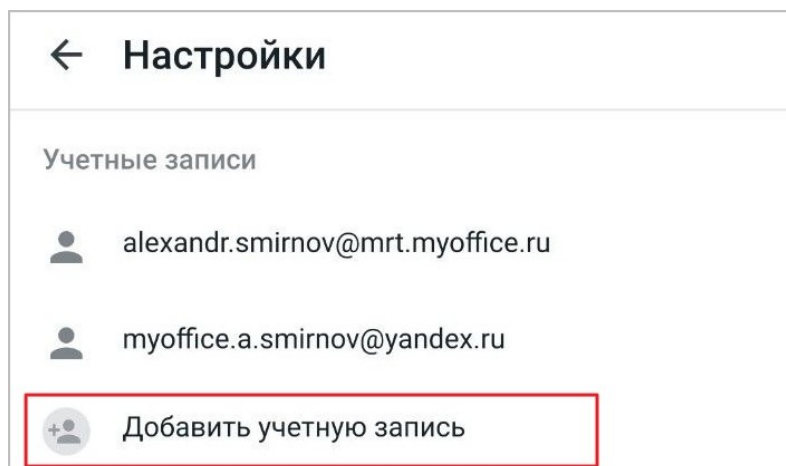 Настройки
Учетные записи
alexandr.smirnov@mrt.myoffice.ru
myoffice.a.smirnov@yandex.ru
Добавить учетную запись